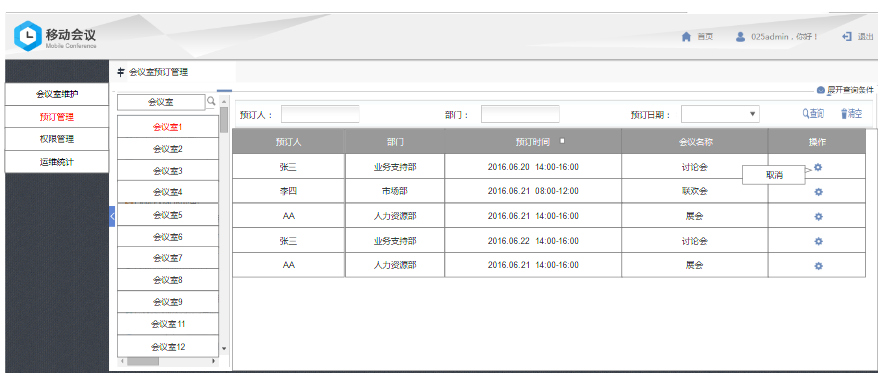 移动会议
Mobile Conference
首页 025admin，你好！ 退出
会议室维护
预订管理
权限管理
运维统计
会议室预订管理
展开查询条件
会议室
会议室1
会议室2
会议室3
会议室4
会议室5
会议室6
会议室7
会议室8
会议室9
会议室11
会议室12
预订人： 部门： 预订日期： 查询 清空
预订人 部门 预订时间 会议名称 操作
张三 业务支持部 2016.06.20 14:00-16:00 讨论会
取消
李四 市场部 2016.06.21 08:00-12:00 联欢会
AA 人力资源部 2016.06.21 14:00-16:00 展会
张三 业务支持部 2016.06.22 14:00-16:00 讨论会
AA 人力资源部 2016.06.21 14:00-16:00 展会